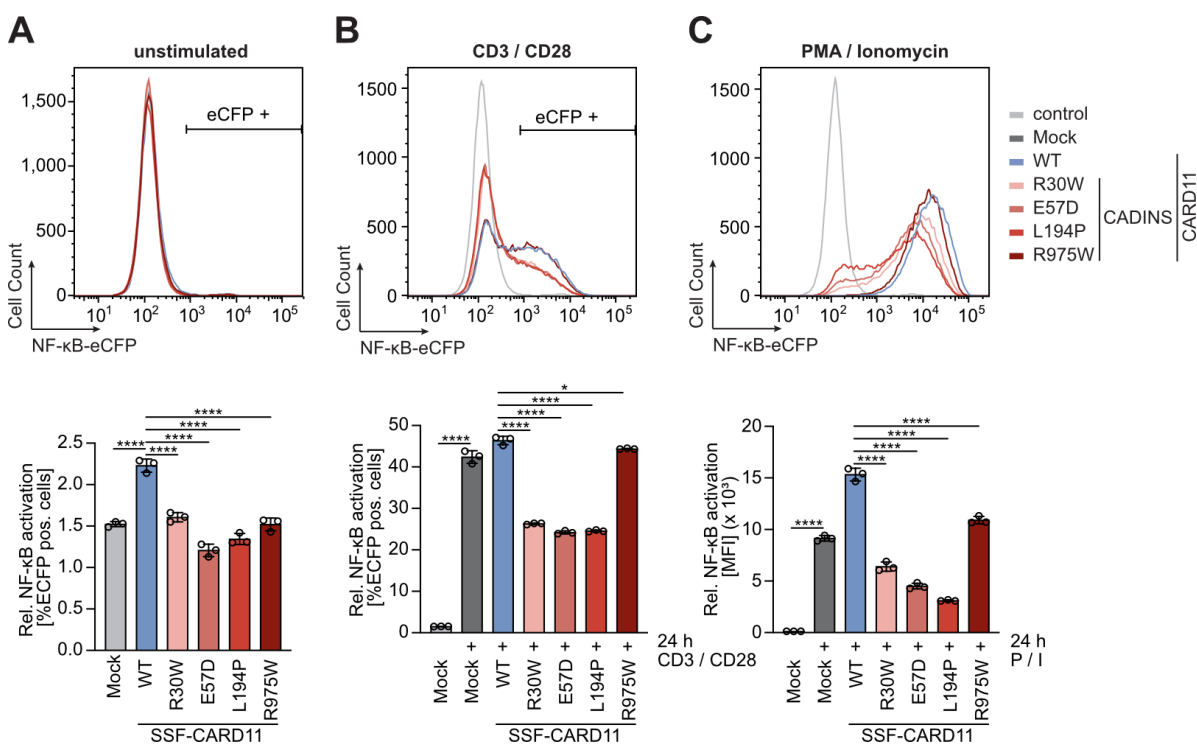 A
unstimulated
1,500
1,000
500
0
10¹ 10² 10³ 10⁴ 10⁵
eCFP +
Cell Count
NF-κB-eCFP
B
CD3 / CD28
1500
1000
500
0
10¹ 10² 10³ 10⁴ 10⁵
eCFP +
Cell Count
NF-κB-eCFP
C
PMA / Ionomycin
1500
1000
500
0
10¹ 10² 10³ 10⁴ 10⁵
Cell Count
NF-κB-eCFP
control
Mock
WT
R30W
E57D
L194P
R975W
CADINS
CARD11
Rel. NF-κB activation
[%ECFP pos. cells]
2.5
2.0
1.5
1.0
0.5
0.0
****
****
****
****
****
Mock
WT
R30W
E57D
L194P
R975W
SSF-CARD11
Rel. NF-κB activation
[%ECFP pos. cells]
50
40
30
20
10
0
*
****
****
****
****
+ + + + + +
24 h
CD3 / CD28
Mock
Mock
WT
R30W
E57D
L194P
R975W
SSF-CARD11
Rel. NF-κB activation
[MFI] (x 10³)
20
15
10
5
0
****
****
****
****
****
+ + + + + +
24 h
P / I
Mock
Mock
WT
R30W
E57D
L194P
R975W
SSF-CARD11